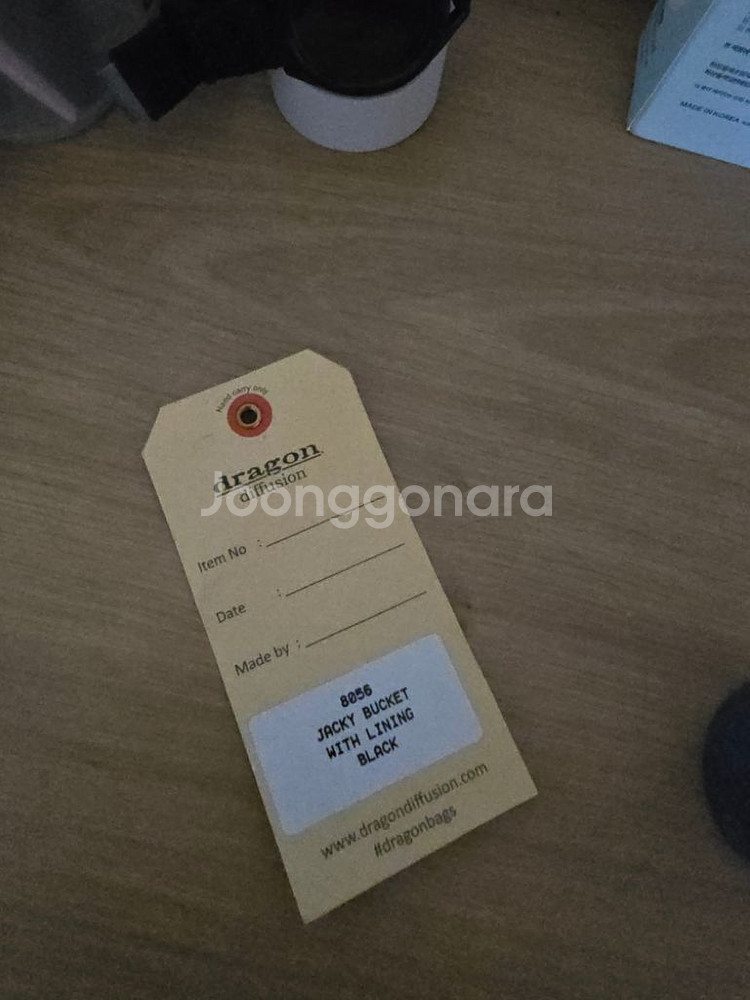 MADE IN KOREA
Hand carry only
dragon
diffusion
Joonggonara
Item No :
Date :
Made by :
8056
JACKY BUCKET
WITH LINING
BLACK
www.dragondiffusion.com
#dragonbags